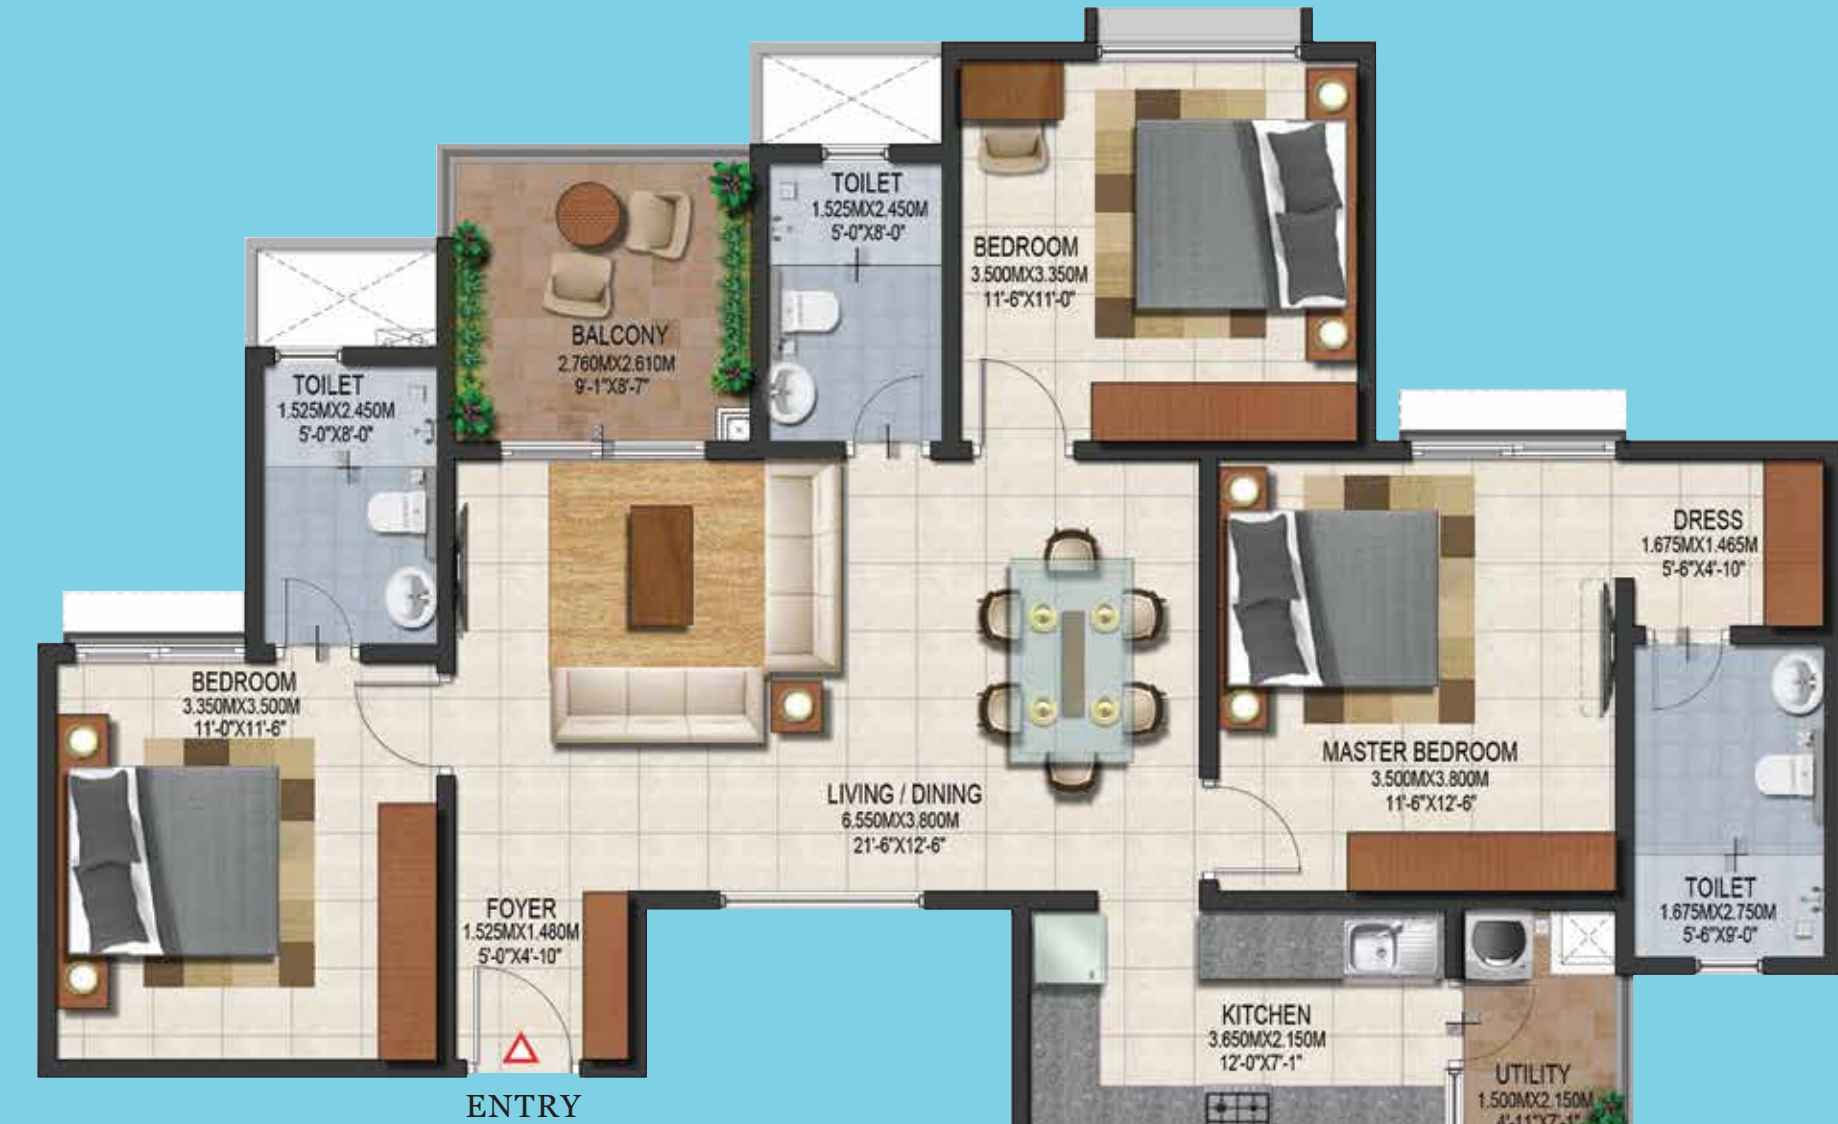 TOILET
1.525MX2.450M
5'-0"X8'-0"
BEDROOM
3.500MX3.350M
11'-6"X11'-0"
BALCONY
2.760MX2.610M
9'-1"X8'-7"
TOILET
1.525MX2.450M
5'-0"X8'-0"
DRESS
1.675MX1.465M
5'-6"X4'-10"
BEDROOM
3.350MX3.500M
11'-0"X11'-6"
MASTER BEDROOM
3.500MX3.800M
11'-6"X12'-6"
LIVING / DINING
6.550MX3.800M
21'-6"X12'-6"
TOILET
1.675MX2.750M
5'-6"X9'-0"
FOYER
1.525MX1.480M
5'-0"X4'-10"
KITCHEN
3.650MX2.150M
12'-0"X7'-1"
UTILITY
1.500MX2.150M
4'-11"X7'-1"
ENTRY